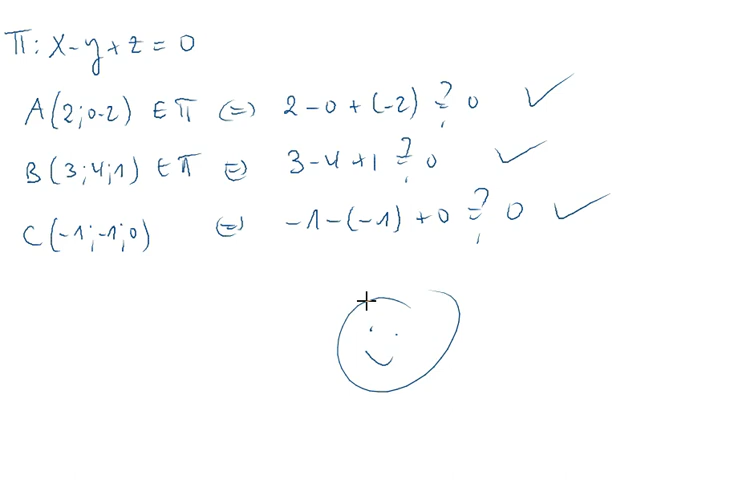 π: x-y+z=0
A(2;0-2) ∈ π ⇔ 2-0+(-2) ≟ 0 ✓
B(3;4;1) ∈ π ⇔ 3-4+1 ≟ 0 ✓
C(-1;-1;0) ⇔ -1-(-1)+0 ≟ 0 ✓